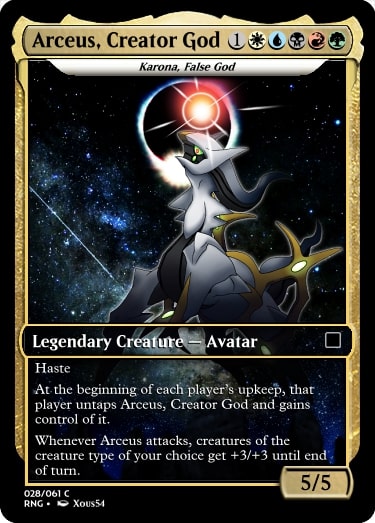 Arceus, Creator God 1
Karona, False God
Legendary Creature — Avatar
Haste
At the beginning of each player's upkeep, that
player untaps Arceus, Creator God and gains
control of it.
Whenever Arceus attacks, creatures of the
creature type of your choice get +3/+3 until end
of turn.
5/5
028/061 C
RNG • Xous54